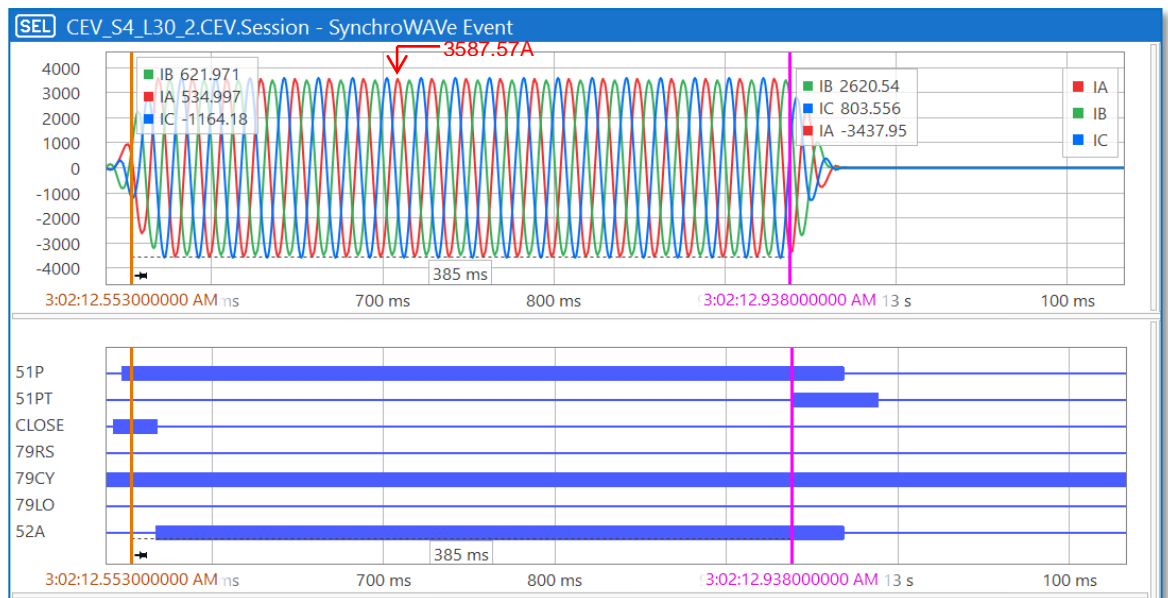 SEL CEV_S4_L30_2.CEV.Session - SynchroWAVe Event
3587.57A
4000
3000
2000
1000
0
-1000
-2000
-3000
-4000
IB 621.971
IA 534.997
IC -1164.18
IB 2620.54
IC 803.556
IA -3437.95
IA
IB
IC
385 ms
3:02:12.553000000 AM ms 700 ms 800 ms 3:02:12.938000000 AM 13 s 100 ms
51P
51PT
CLOSE
79RS
79CY
79LO
52A
385 ms
3:02:12.553000000 AM ms 700 ms 800 ms 3:02:12.938000000 AM 13 s 100 ms